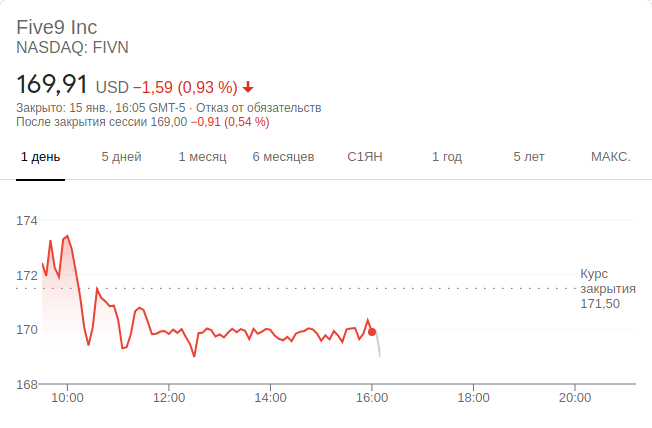 Five9 Inc
NASDAQ: FIVN
169,91 USD −1,59 (0,93 %)
Закрыто: 15 янв., 16:05 GMT-5 · Отказ от обязательств
После закрытия сессии 169,00 −0,91 (0,54 %)
1 день 5 дней 1 месяц 6 месяцев С1ЯН 1 год 5 лет МАКС.
174
172
Курс
закрытия
171,50
170
168
10:00 12:00 14:00 16:00 18:00 20:00